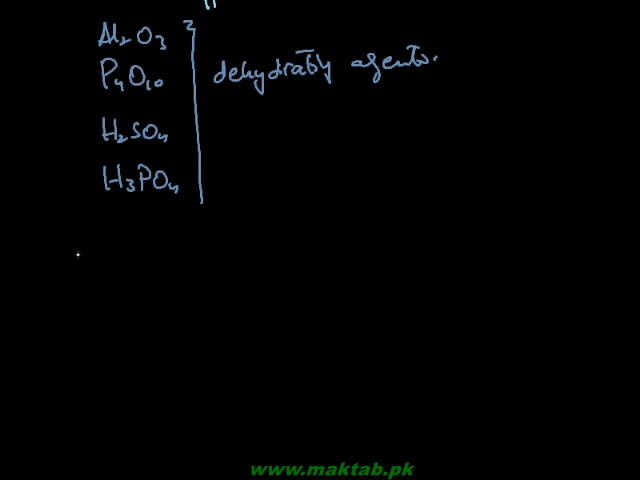 Al₂O₃
P₄O₁₀ dehydrating agents.
H₂SO₄
H₃PO₄
www.maktab.pk